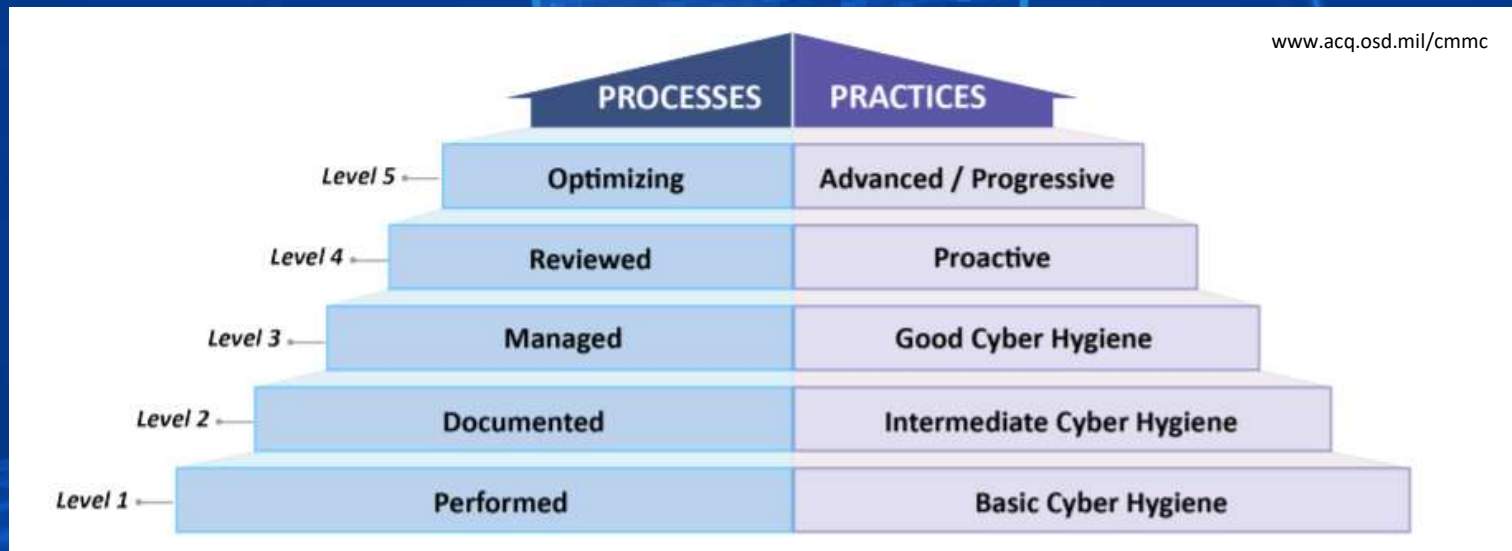 www.acq.osd.mil/cmmc
PROCESSES PRACTICES
Level 5 Optimizing Advanced / Progressive
Level 4 Reviewed Proactive
Level 3 Managed Good Cyber Hygiene
Level 2 Documented Intermediate Cyber Hygiene
Level 1 Performed Basic Cyber Hygiene